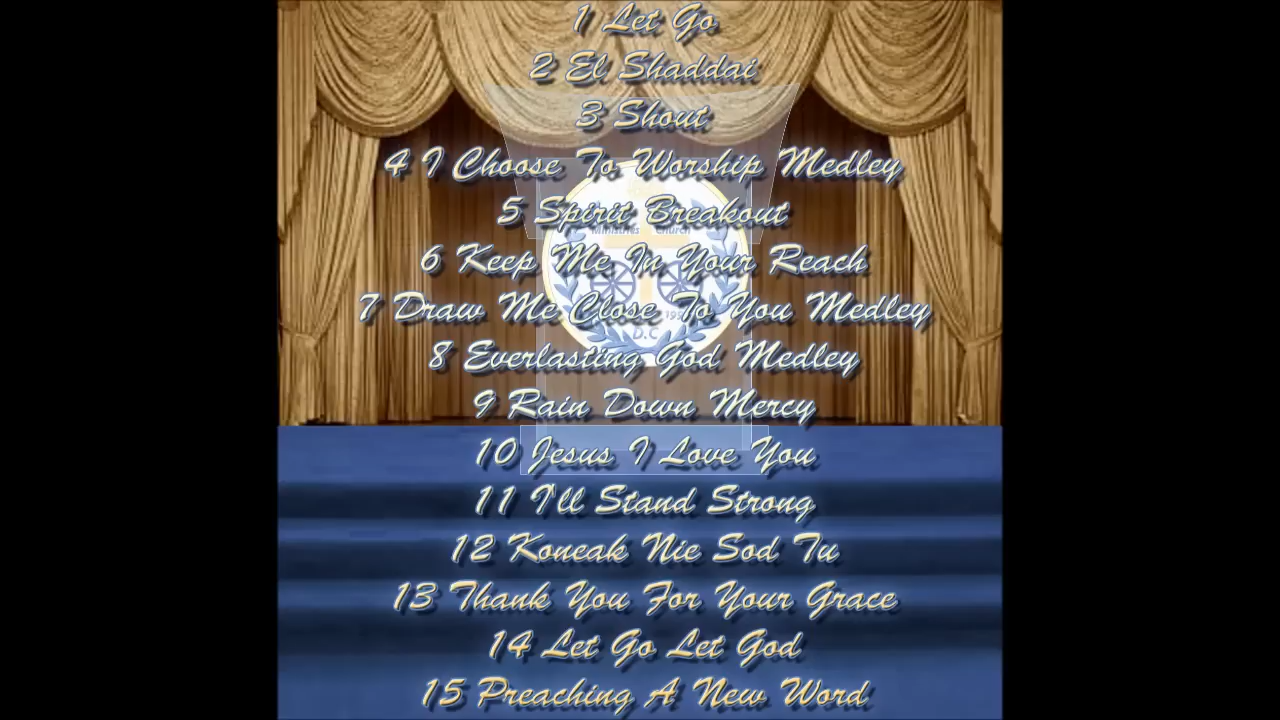 1 Let Go
2 El Shaddai
3 Shout
4 I Choose To Worship Medley
5 Spirit Breakout
Ministries Church
6 Keep Me In Your Reach
7 Draw Me Close To You Medley
D.C
8 Everlasting God Medley
9 Rain Down Mercy
10 Jesus I Love You
11 I'll Stand Strong
12 Koneak Nie Sod Tu
13 Thank You For Your Grace
14 Let Go Let God
15 Preaching A New Word